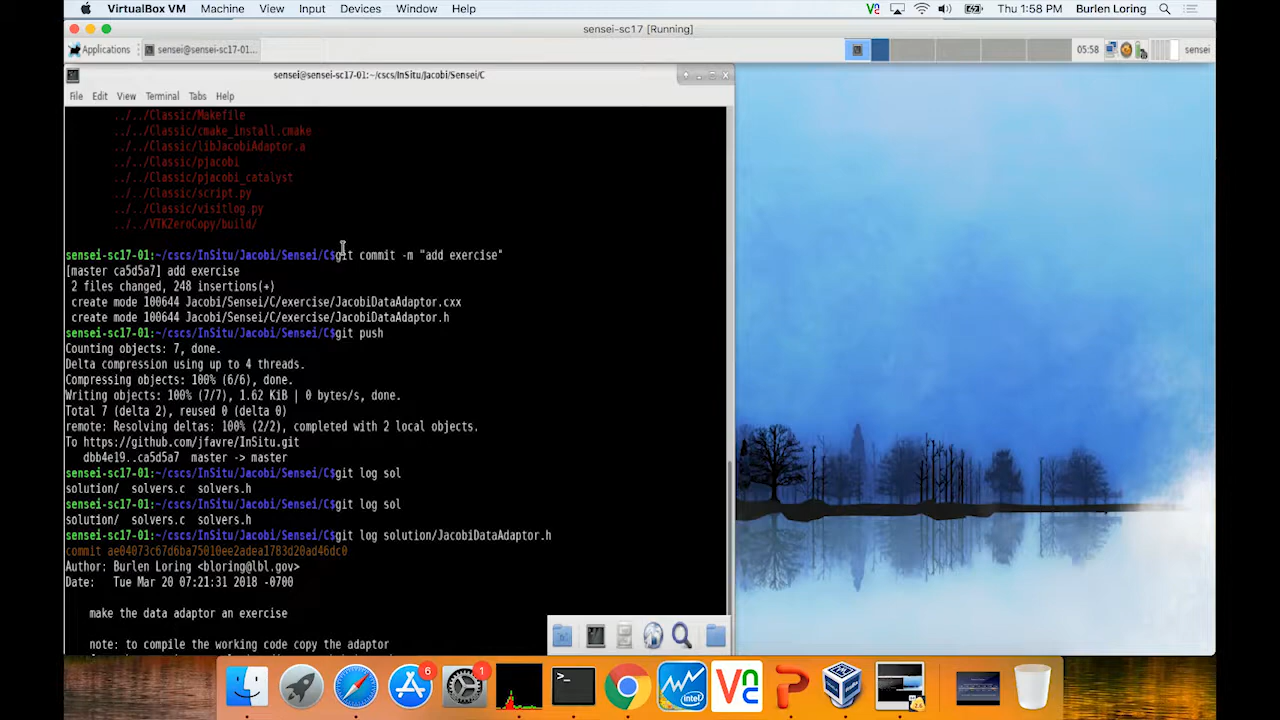 VirtualBox VM Machine View Input Devices Window Help Thu 1:58 PM Burlen Loring
sensei-sc17 [Running]
Applications sensei@sensei-sc17-01:... 05:58 sensei
sensei@sensei-sc17-01:~/cscs/InSitu/Jacobi/Sensei/C
File Edit View Terminal Tabs Help
../../Classic/Makefile
../../Classic/cmake_install.cmake
../../Classic/libJacobiAdaptor.a
../../Classic/pjacobi
../../Classic/pjacobi_catalyst
../../Classic/script.py
../../Classic/visitlog.py
../../VTKZeroCopy/build/
sensei-sc17-01:~/cscs/InSitu/Jacobi/Sensei/C$git commit -m "add exercise"
[master ca5d5a7] add exercise
2 files changed, 248 insertions(+)
create mode 100644 Jacobi/Sensei/C/exercise/JacobiDataAdaptor.cxx
create mode 100644 Jacobi/Sensei/C/exercise/JacobiDataAdaptor.h
sensei-sc17-01:~/cscs/InSitu/Jacobi/Sensei/C$git push
Counting objects: 7, done.
Delta compression using up to 4 threads.
Compressing objects: 100% (6/6), done.
Writing objects: 100% (7/7), 1.62 KiB | 0 bytes/s, done.
Total 7 (delta 2), reused 0 (delta 0)
remote: Resolving deltas: 100% (2/2), completed with 2 local objects.
To https://github.com/jfavre/InSitu.git
dbb4e19..ca5d5a7 master -> master
sensei-sc17-01:~/cscs/InSitu/Jacobi/Sensei/C$git log sol
solution/ solvers.c solvers.h
sensei-sc17-01:~/cscs/InSitu/Jacobi/Sensei/C$git log sol
solution/ solvers.c solvers.h
sensei-sc17-01:~/cscs/InSitu/Jacobi/Sensei/C$git log solution/JacobiDataAdaptor.h
commit ae04073c67d6ba75010ee2adea1783d20ad46dc0
Author: Burlen Loring <bloring@lbl.gov>
Date: Tue Mar 20 07:21:31 2018 -0700
make the data adaptor an exercise
note: to compile the working code copy the adaptor
6 1
intel